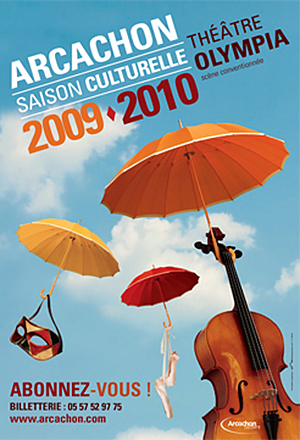 ARCACHON
SAISON CULTURELLE
2009♦2010
THÉÂTRE
OLYMPIA
scène conventionnée
ABONNEZ-VOUS !
BILLETTERIE : 05 57 52 97 75
www.arcachon.com
Arcachon